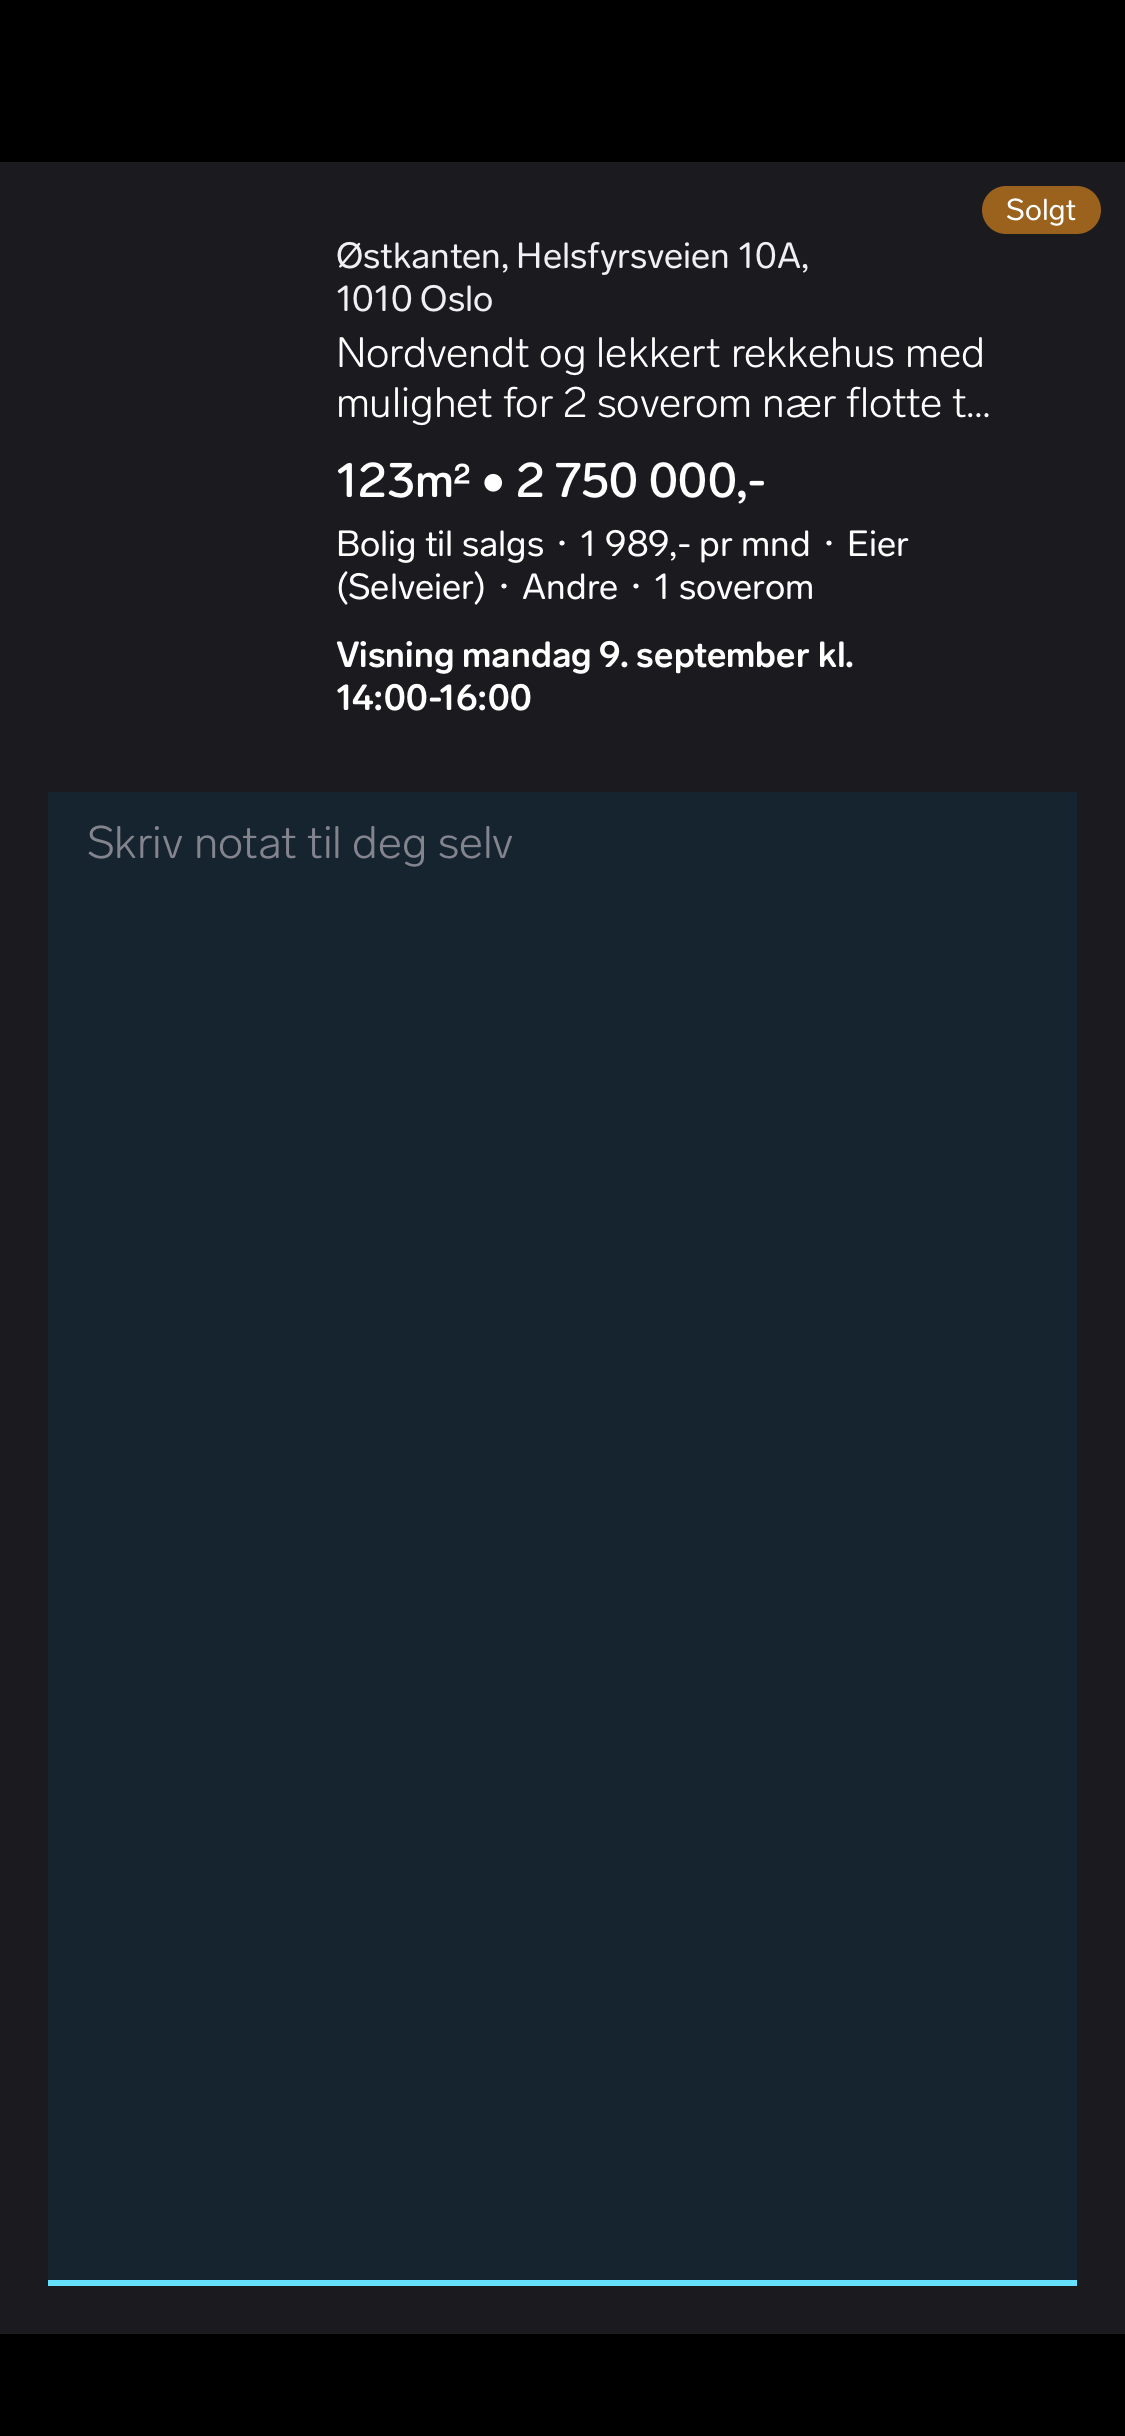 Solgt
Østkanten, Helsfyrsveien 10A,
1010 Oslo
Nordvendt og lekkert rekkehus med
mulighet for 2 soverom nær flotte t...
123m² • 2 750 000,-
Bolig til salgs · 1 989,- pr mnd · Eier
(Selveier) · Andre · 1 soverom
Visning mandag 9. september kl.
14:00-16:00
Skriv notat til deg selv